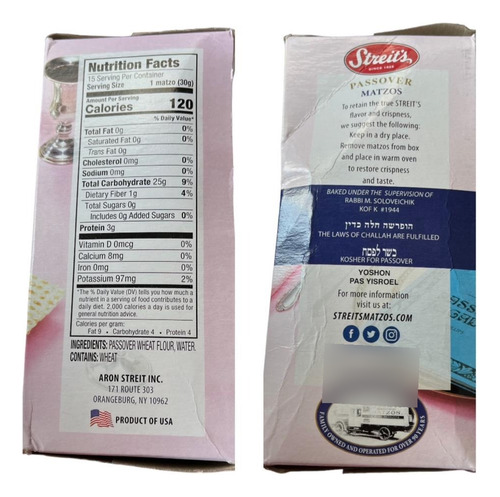 Nutrition Facts
15 Serving Per Container
Serving Size 1 matzo (30g)
Amount Per Serving
Calories 120
% Daily Value*
Total Fat 0g 0%
Saturated Fat 0g 0%
Trans Fat 0g
Cholesterol 0mg 0%
Sodium 0mg 0%
Total Carbohydrate 25g 9%
Dietary Fiber 1g 4%
Total Sugars 0g
Includes 0g Added Sugars 0%
Protein 3g
Vitamin D 0mcg 0%
Calcium 8mg 0%
Iron 0mg 0%
Potassium 97mg 2%
*The % Daily Value (DV) tells you how much a
nutrient in a serving of food contributes to a
daily diet. 2,000 calories a day is used for
general nutrition advice.
Calories per gram:
Fat 9 • Carbohydrate 4 • Protein 4
INGREDIENTS: PASSOVER WHEAT FLOUR, WATER.
CONTAINS: WHEAT
ARON STREIT INC.
171 ROUTE 303
ORANGEBURG, NY 10962
PRODUCT OF USA
Streit's
SINCE 1925
PASSOVER
MATZOS
To retain the true STREIT'S
flavor and crispness,
we suggest the following:
Keep in a dry place.
Remove matzos from box
and place in warm oven
to restore crispness
and taste.
BAKED UNDER THE SUPERVISION OF
RABBI M. SOLOVEICHIK
KOF K #1944
הופרשה חלה כדין
THE LAWS OF CHALLAH ARE FULFILLED
כשר לפסח
KOSHER FOR PASSOVER
YOSHON
PAS YISROEL
For more information
visit us at:
STREITSMATZOS.COM
FAMILY OWNED AND OPERATED FOR OVER 90 YEARS